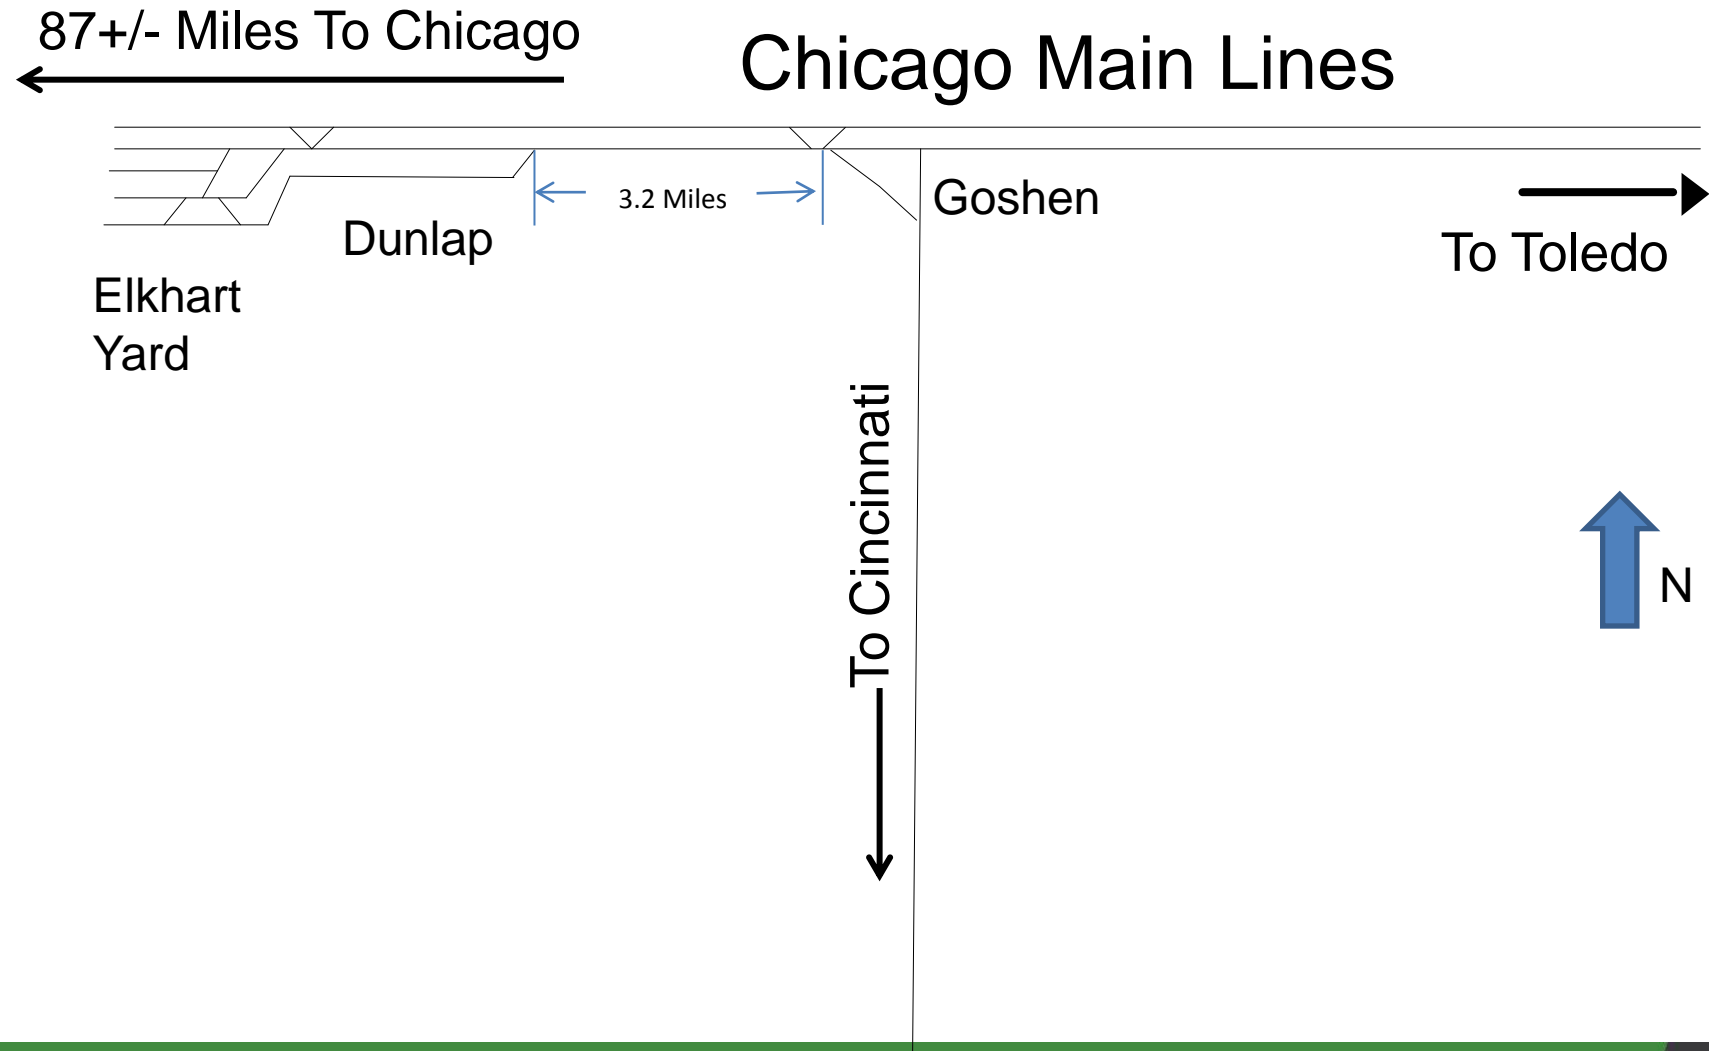 87+/- Miles To Chicago
Chicago Main Lines
3.2 Miles
Goshen
Dunlap
To Toledo
Elkhart
Yard
To Cincinnati
N